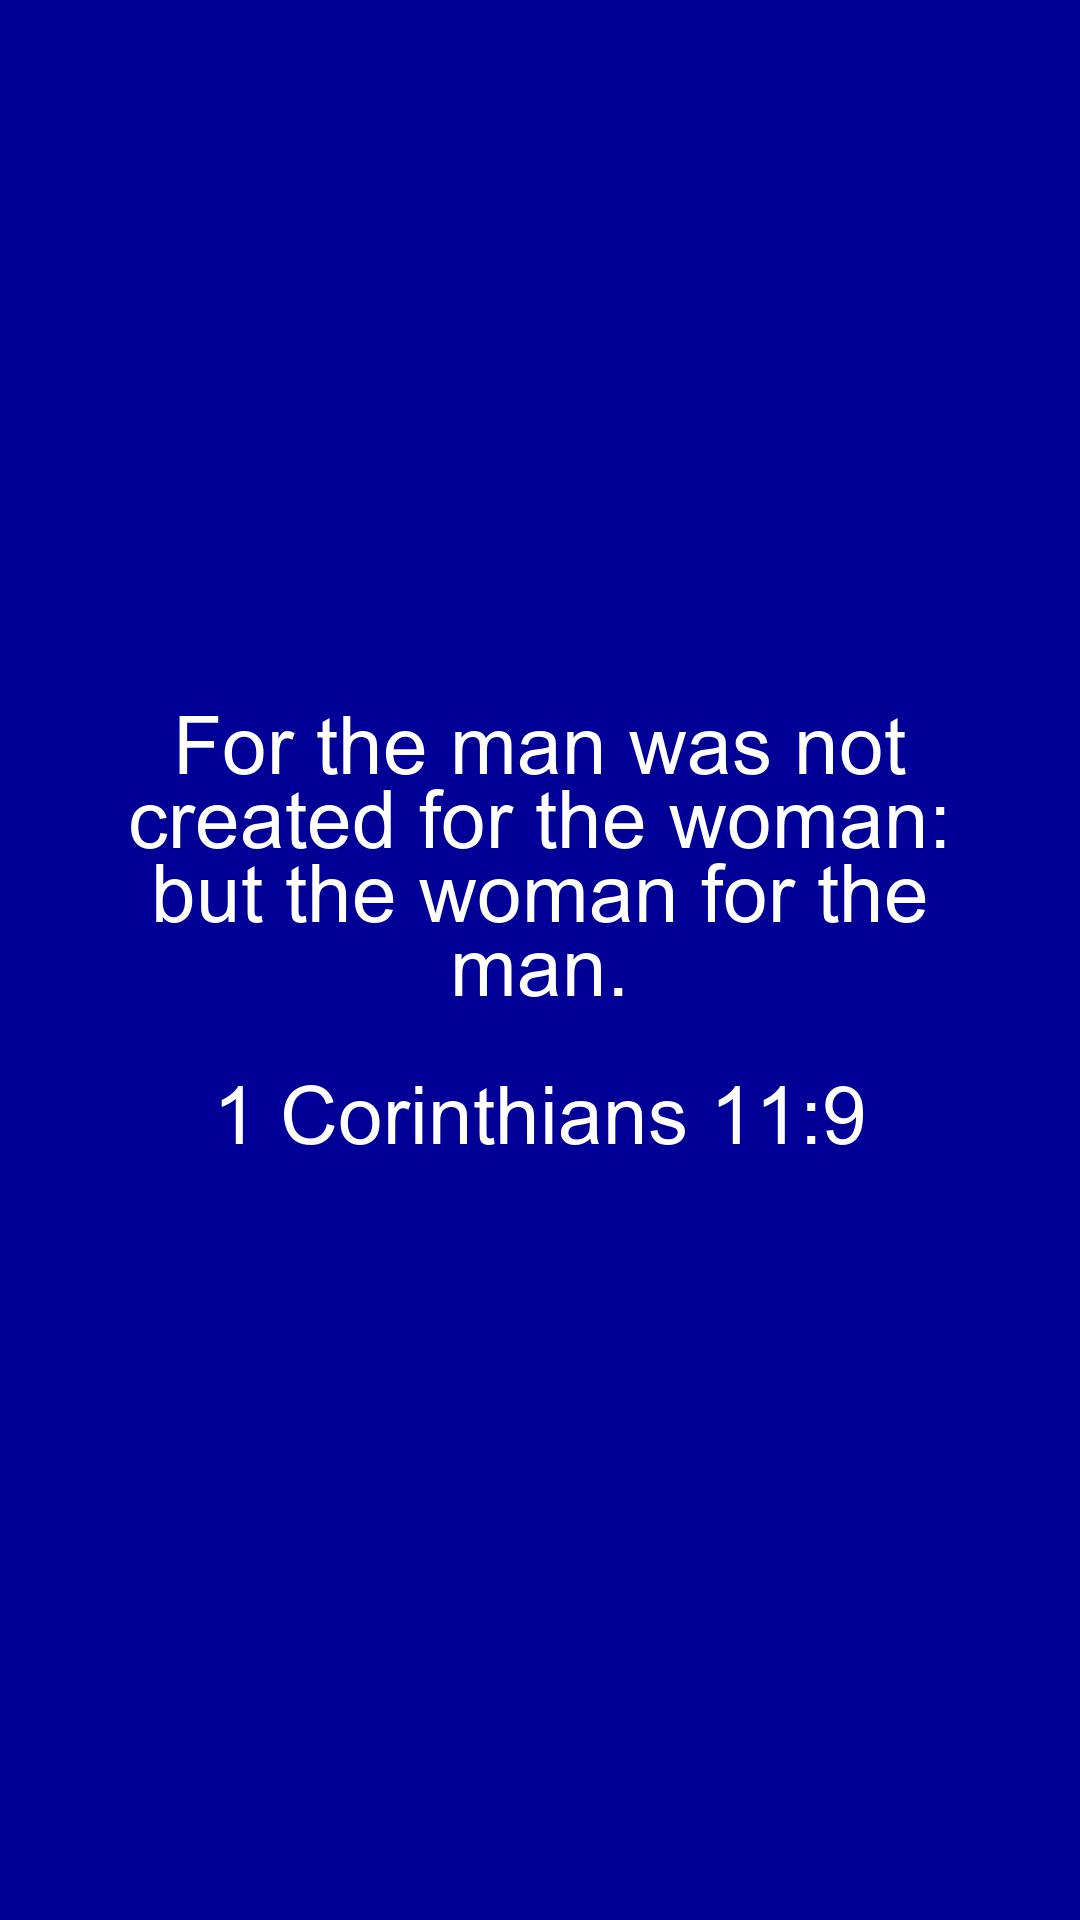 For the man was not
created for the woman:
but the woman for the
man.
1 Corinthians 11:9